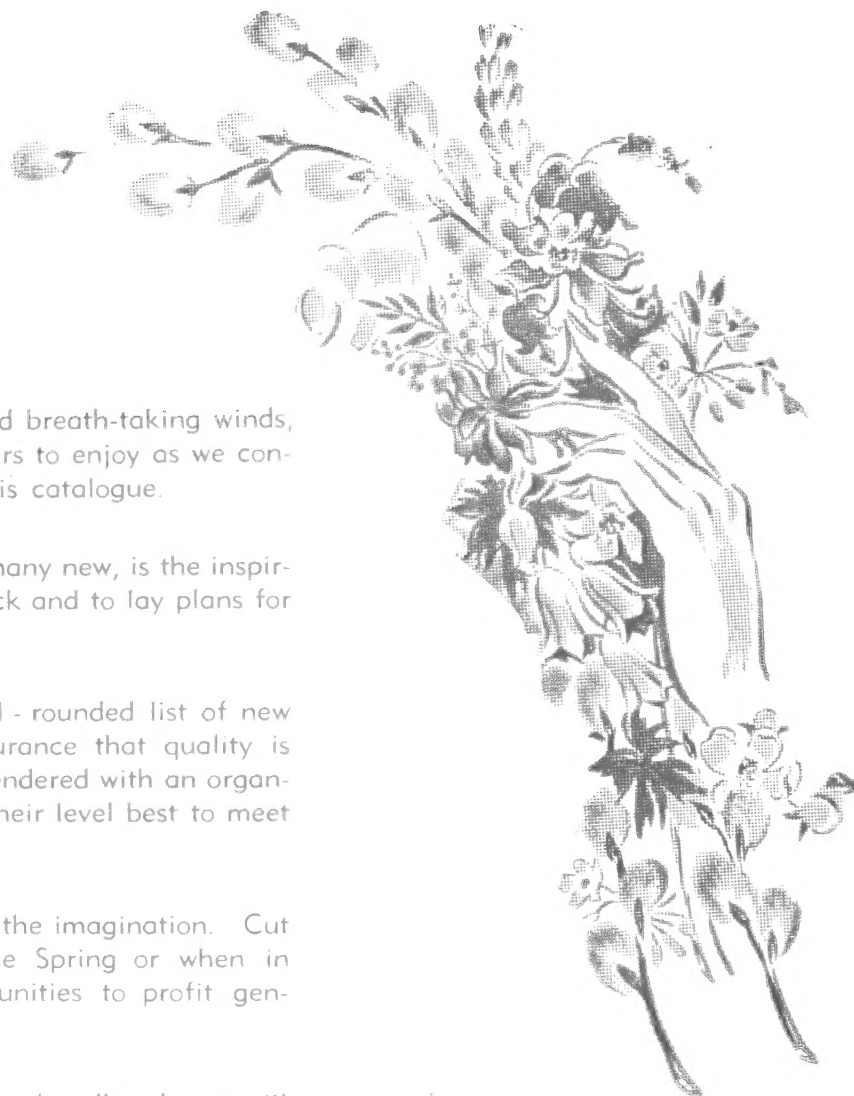 d breath-taking winds,
rs to enjoy as we con-
is catalogue.
many new, is the inspir-
ck and to lay plans for
l - rounded list of new
urance that quality is
endered with an organ-
their level best to meet
the imagination. Cut
e Spring or when in
unities to profit gen-